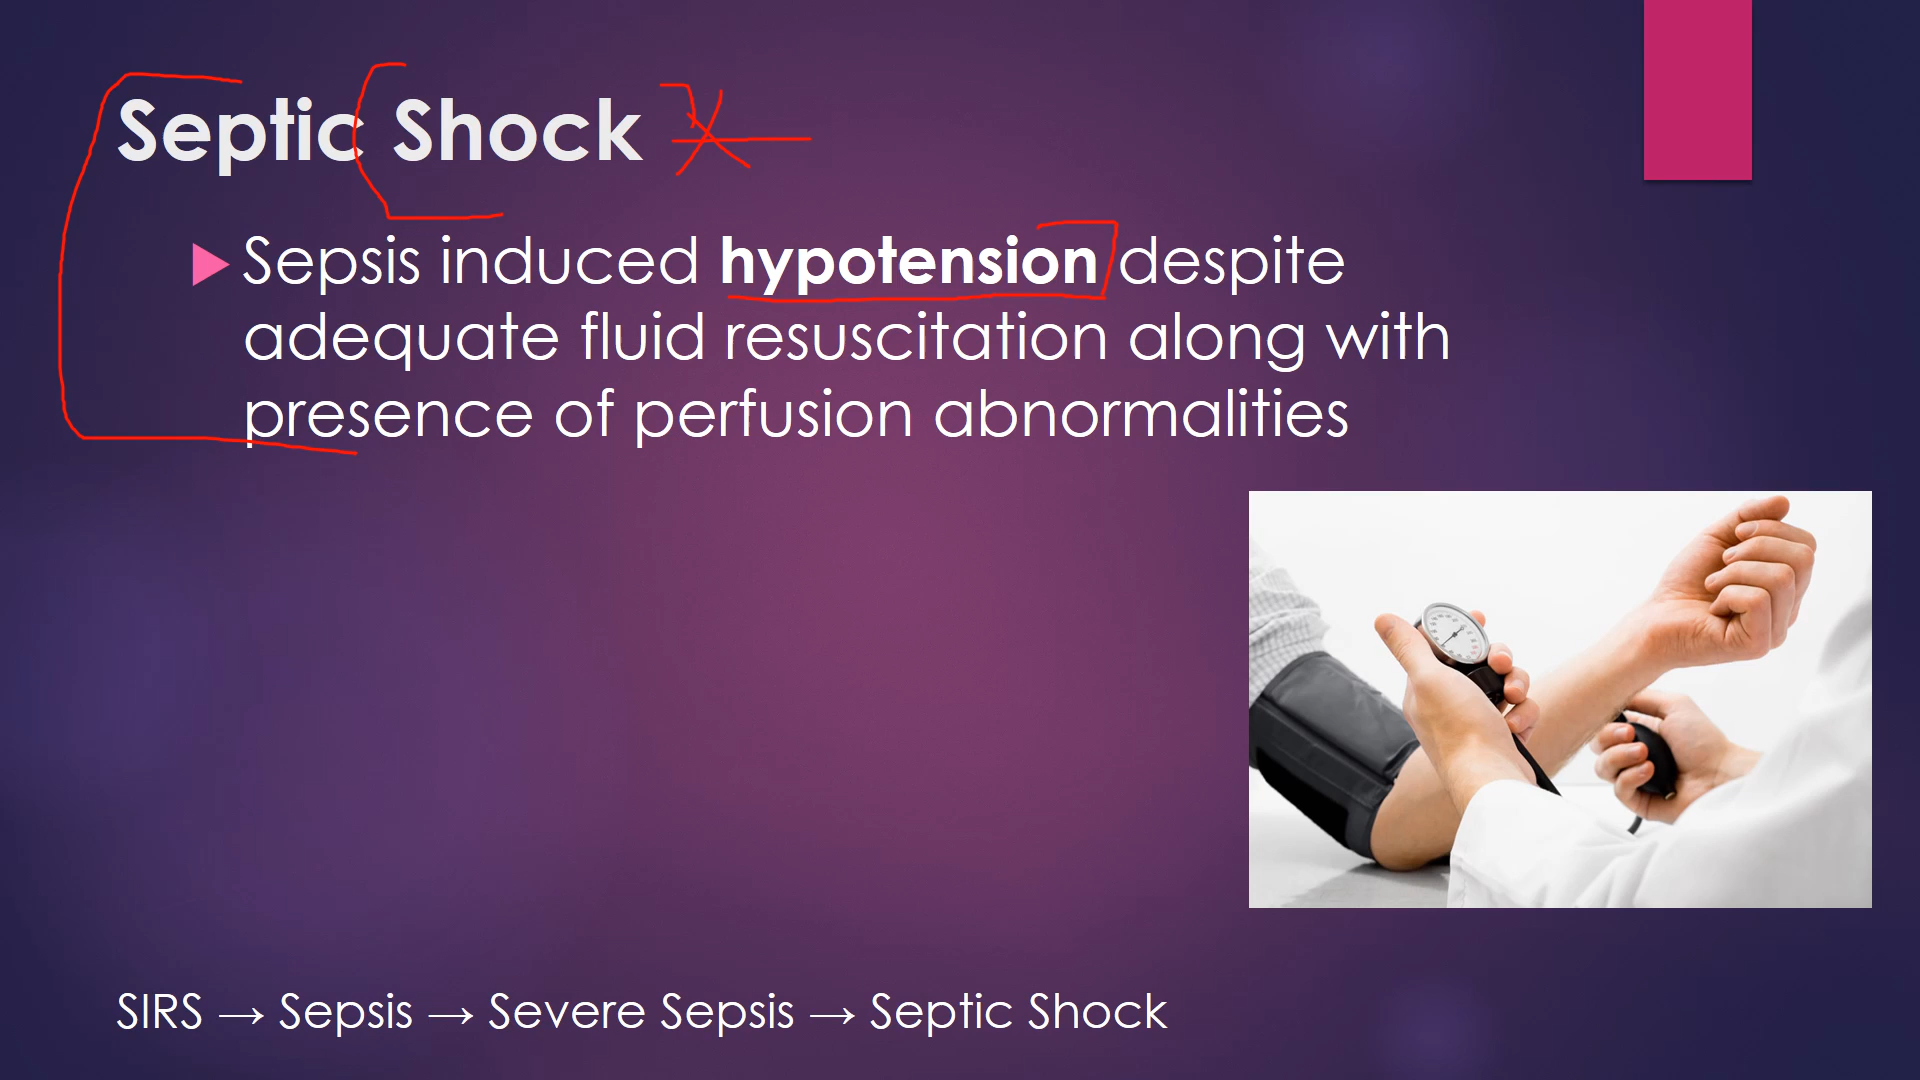 Septic Shock
Sepsis induced hypotension despite
adequate fluid resuscitation along with
presence of perfusion abnormalities
SIRS → Sepsis → Severe Sepsis → Septic Shock